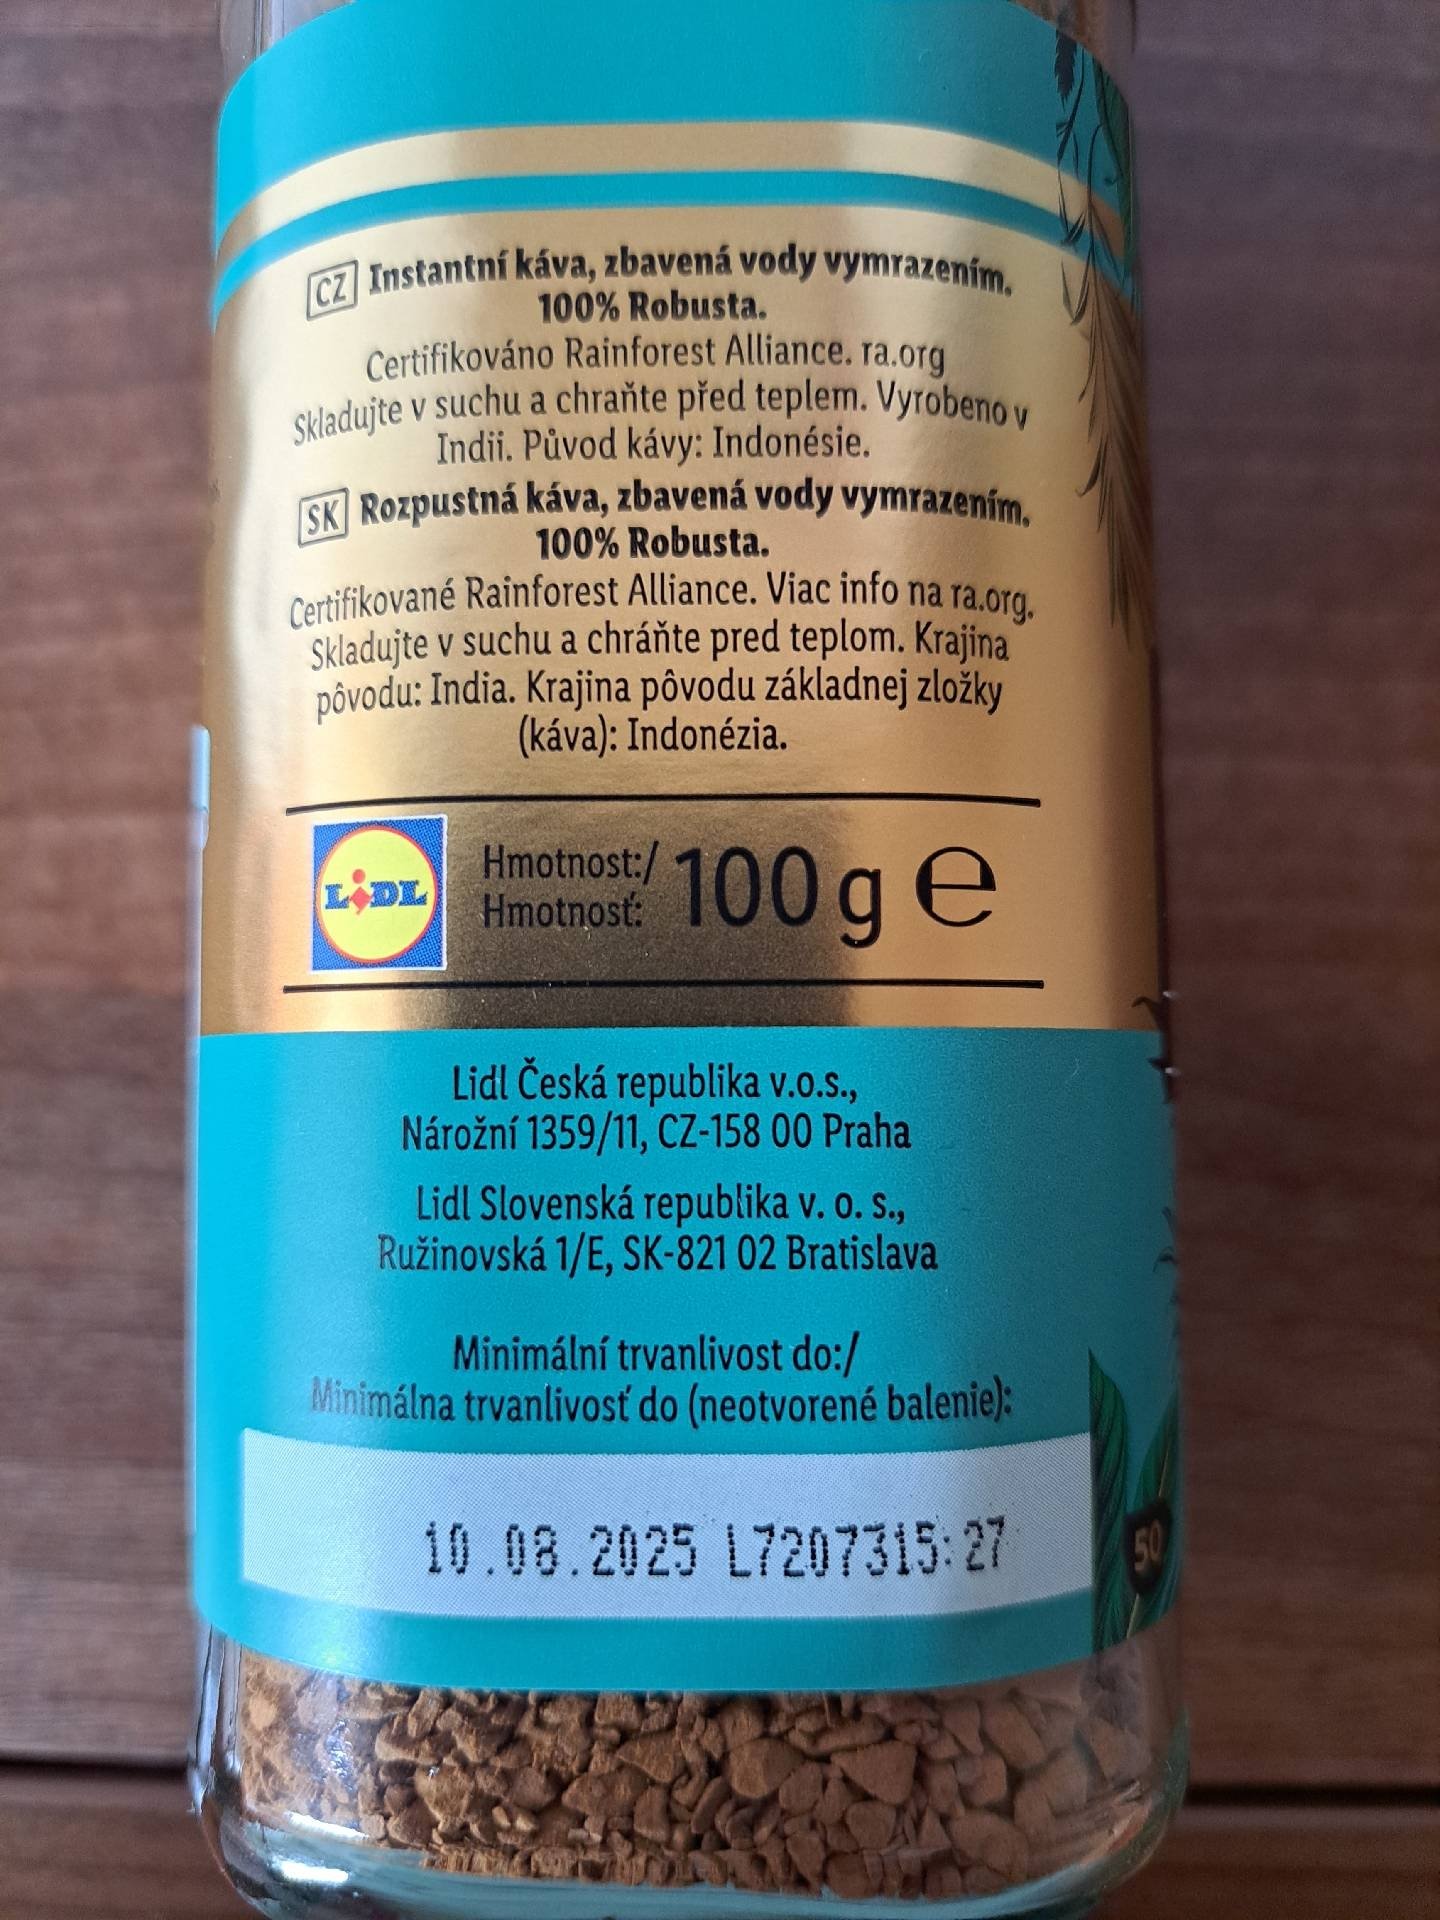 CZ Instantní káva, zbavená vody vymrazením.
100% Robusta.
Certifikováno Rainforest Alliance. ra.org
Skladujte v suchu a chraňte před teplem. Vyrobeno v
Indii. Původ kávy: Indonésie.
SK Rozpustná káva, zbavená vody vymrazením.
100% Robusta.
Certifikované Rainforest Alliance. Viac info na ra.org.
Skladujte v suchu a chráňte pred teplom. Krajina
pôvodu: India. Krajina pôvodu základnej zložky
(káva): Indonézia.
LIDL
Hmotnost:/
Hmotnosť:
100 g e
Lidl Česká republika v.o.s.,
Nárožní 1359/11, CZ-158 00 Praha
Lidl Slovenská republika v. o. s.,
Ružinovská 1/E, SK-821 02 Bratislava
Minimální trvanlivost do:/
Minimálna trvanlivosť do (neotvorené balenie):
10.08.2025 L7207315:27
50